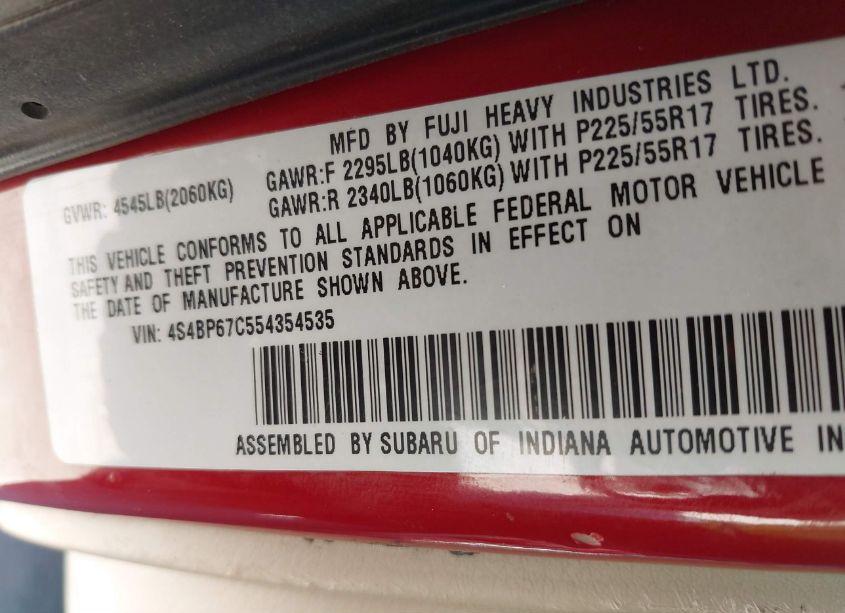 MFD BY FUJI HEAVY INDUSTRIES LTD.
GVWR: 4545LB(2060KG) GAWR:F 2295LB(1040KG) WITH P225/55R17 TIRES.
GAWR:R 2340LB(1060KG) WITH P225/55R17 TIRES.
THIS VEHICLE CONFORMS TO ALL APPLICABLE FEDERAL MOTOR VEHICLE
SAFETY AND THEFT PREVENTION STANDARDS IN EFFECT ON
THE DATE OF MANUFACTURE SHOWN ABOVE.
VIN: 4S4BP67C554354535
ASSEMBLED BY SUBARU OF INDIANA AUTOMOTIVE IN